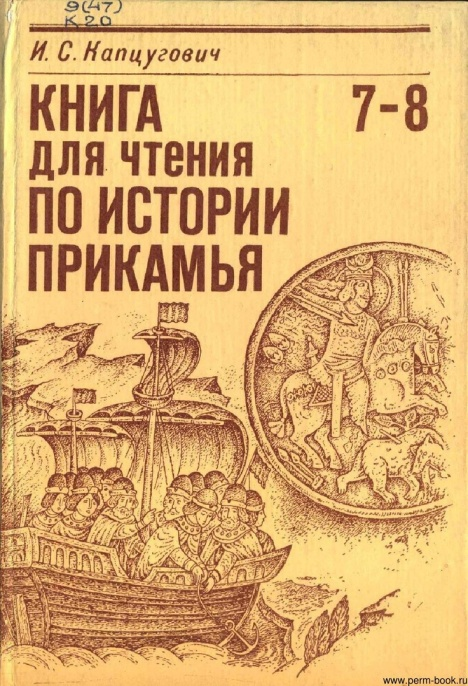 9(47)
К20
И. С. Капцугович
КНИГА 7-8
ДЛЯ ЧТЕНИЯ
ПО ИСТОРИИ
ПРИКАМЬЯ
www.perm-book.ru